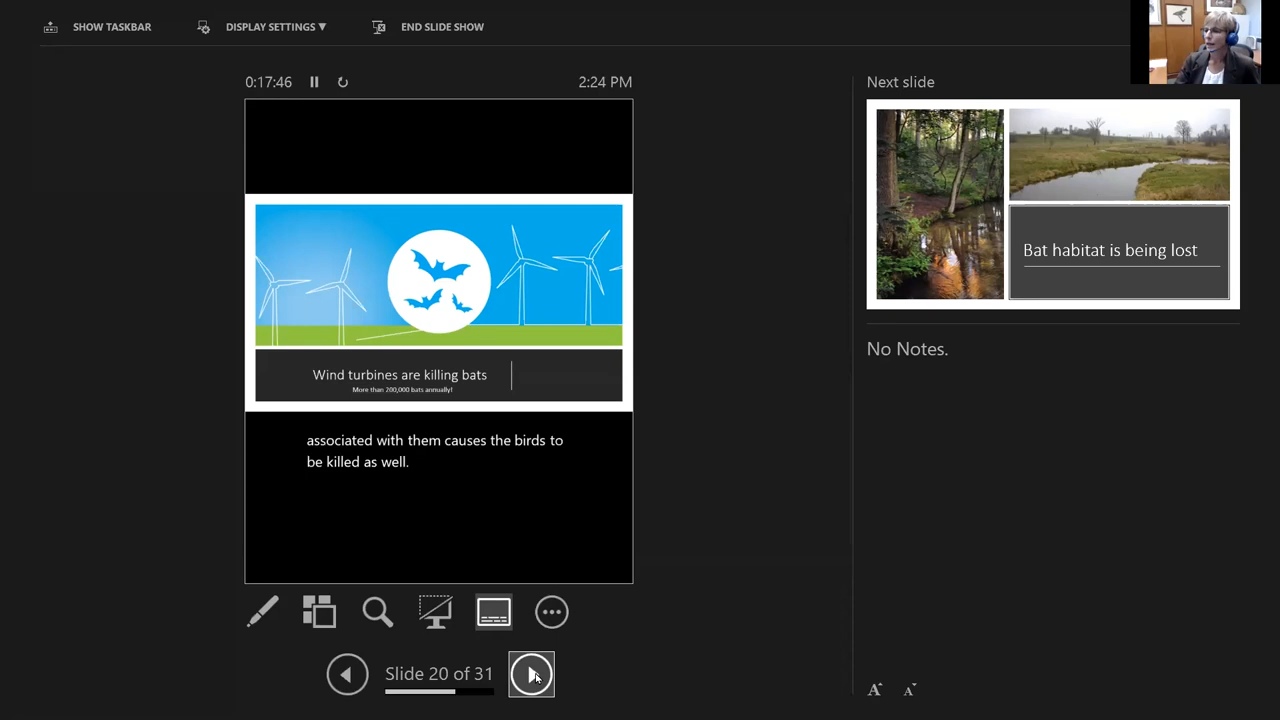 SHOW TASKBAR
DISPLAY SETTINGS ▼
END SLIDE SHOW
0:17:46
2:24 PM
Wind turbines are killing bats
More than 200,000 bats annually!
associated with them causes the birds to
be killed as well.
Slide 20 of 31
Next slide
Bat habitat is being lost
No Notes.
A
A